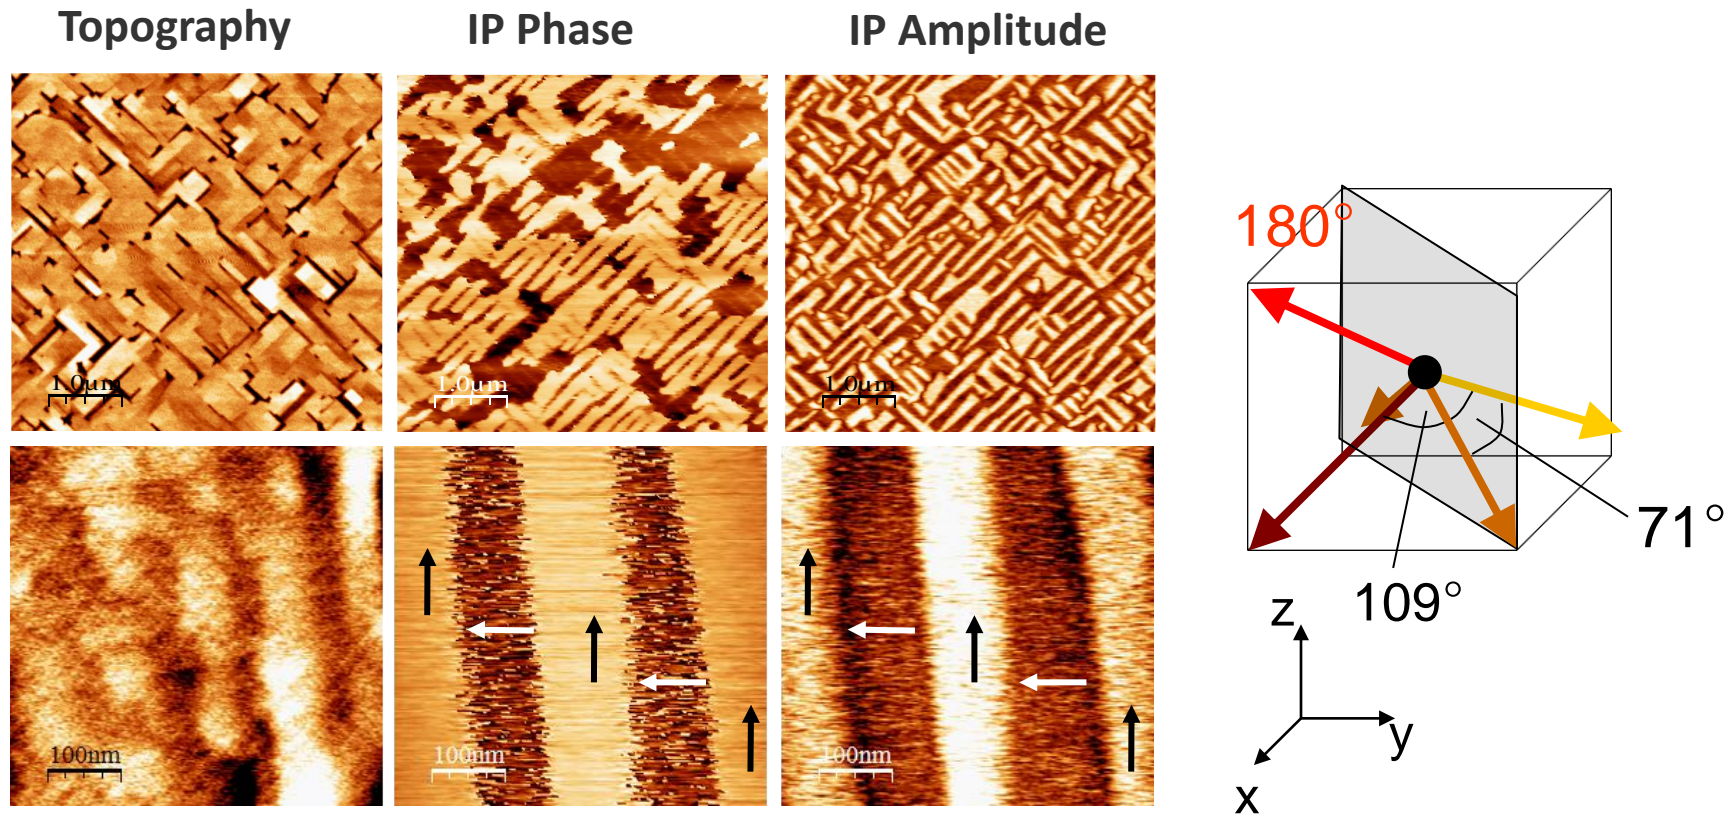 Topography
IP Phase
IP Amplitude
1.0µm
1.0µm
1.0µm
180°
71°
109°
z
y
x
100nm
100nm
100nm